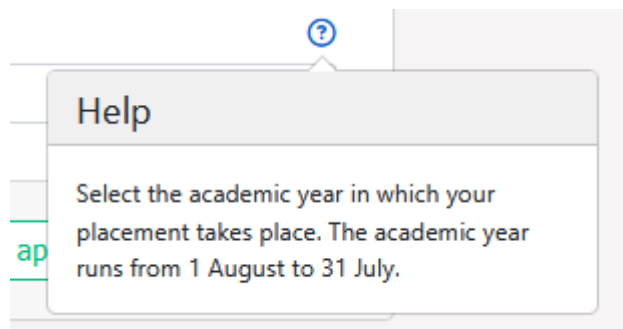 ?
Help
Select the academic year in which your
placement takes place. The academic year
ap
runs from 1 August to 31 July.